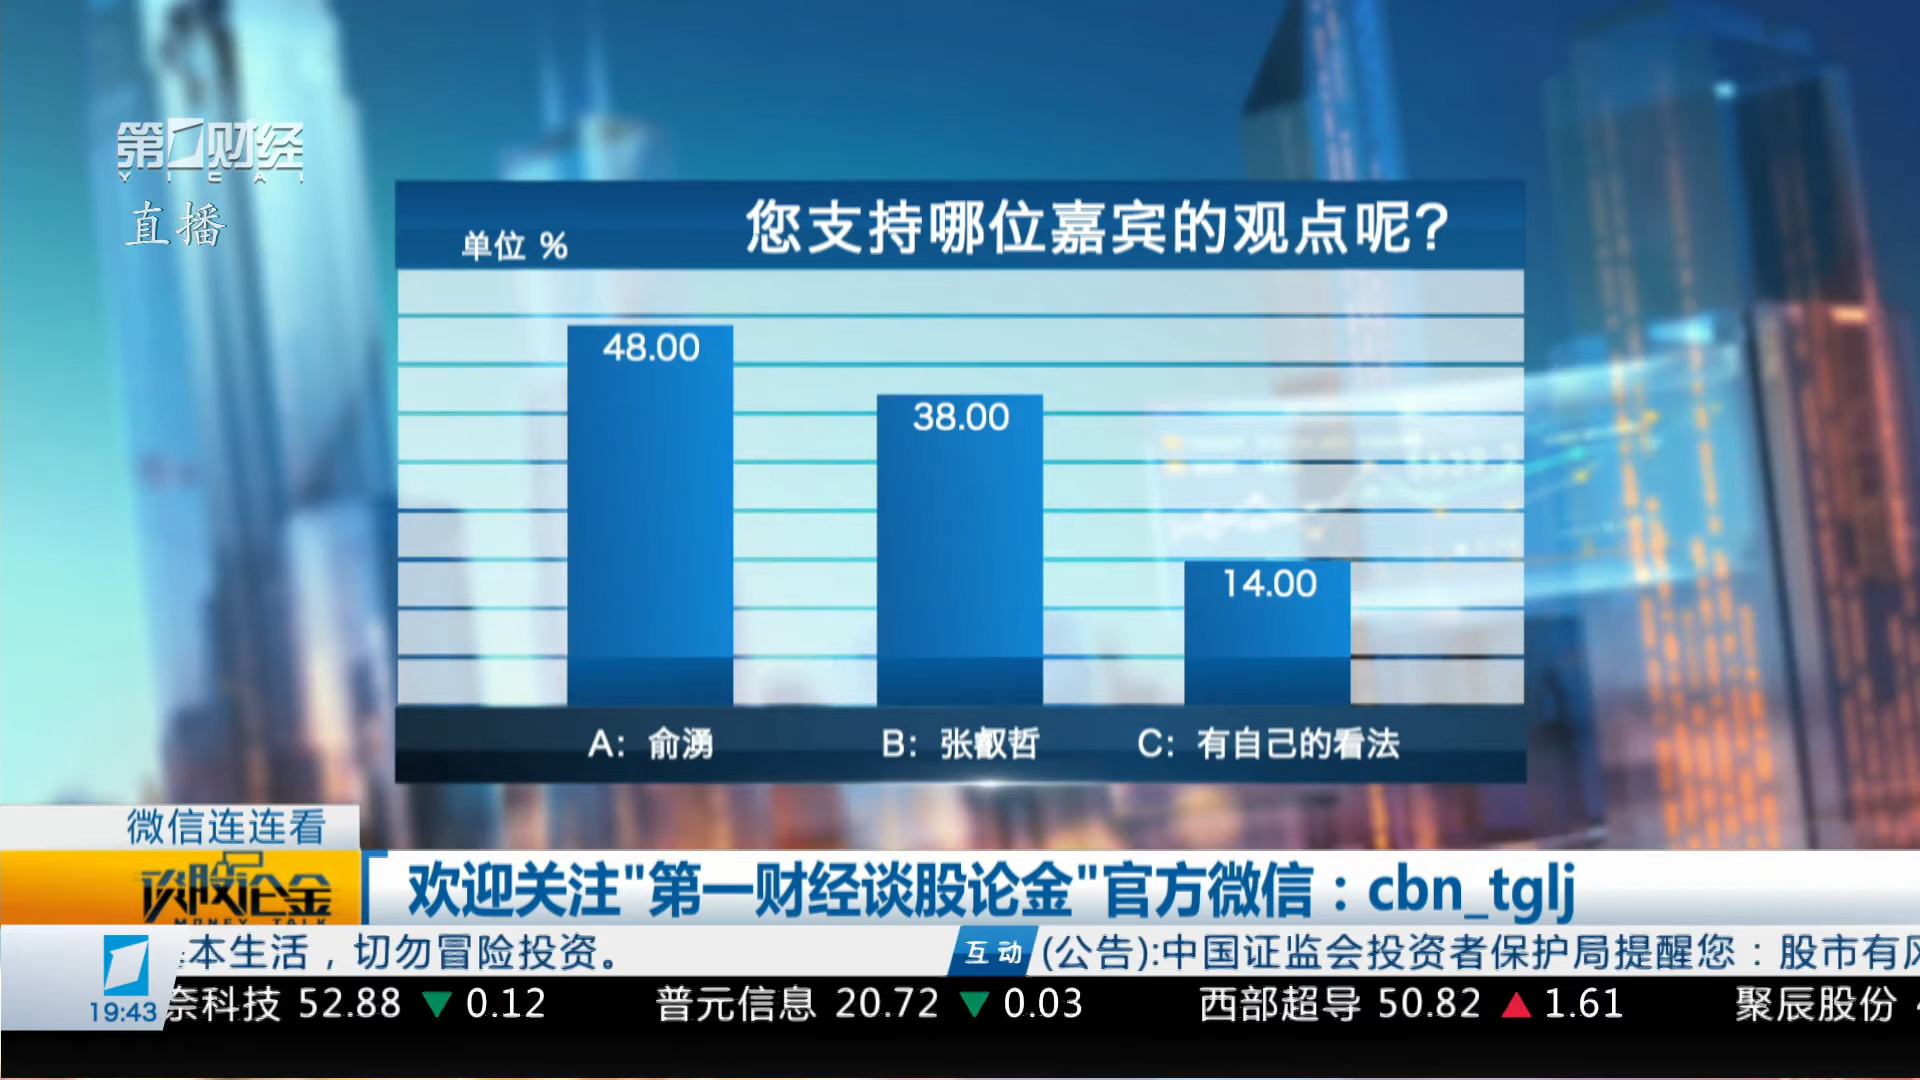 第一财经
YICAI
直播
单位 %
您支持哪位嘉宾的观点呢?
48.00
38.00
14.00
A: 俞湧
B: 张叡哲
C: 有自己的看法
微信连连看
谈股论金
MONEY TALK
欢迎关注"第一财经谈股论金"官方微信：cbn_tglj
本生活，切勿冒险投资。
互动
(公告):中国证监会投资者保护局提醒您：股市有风
19:43
奈科技 52.88 ▼ 0.12 普元信息 20.72 ▼ 0.03 西部超导 50.82 ▲ 1.61 聚辰股份